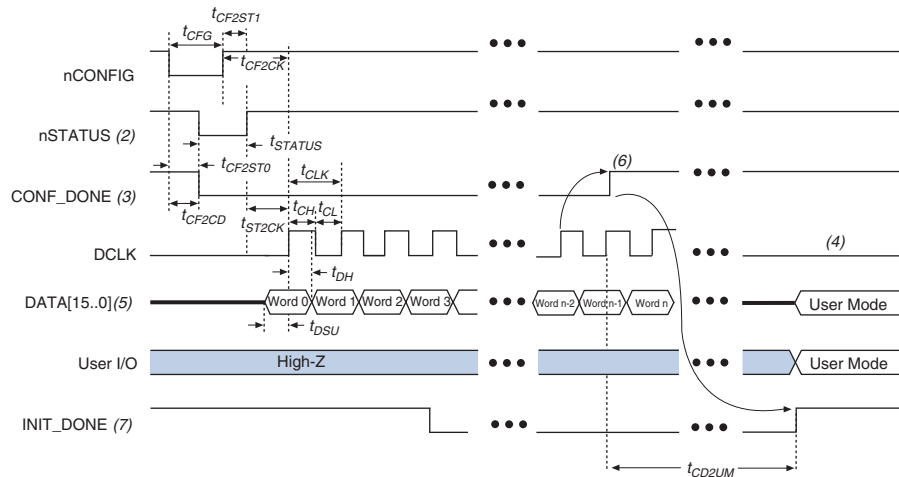 tCF2ST1
tCFG
tCF2CK
nCONFIG
nSTATUS (2)
tSTATUS
tCF2ST0
tCLK
(6)
CONF_DONE (3)
tCF2CD
tST2CK
tCH
tCL
DCLK
(4)
tDH
DATA[15..0](5)
Word 0
Word 1
Word 2
Word 3
Word n-2
Word n-1
Word n
User Mode
tDSU
User I/O
High-Z
User Mode
INIT_DONE (7)
tCD2UM